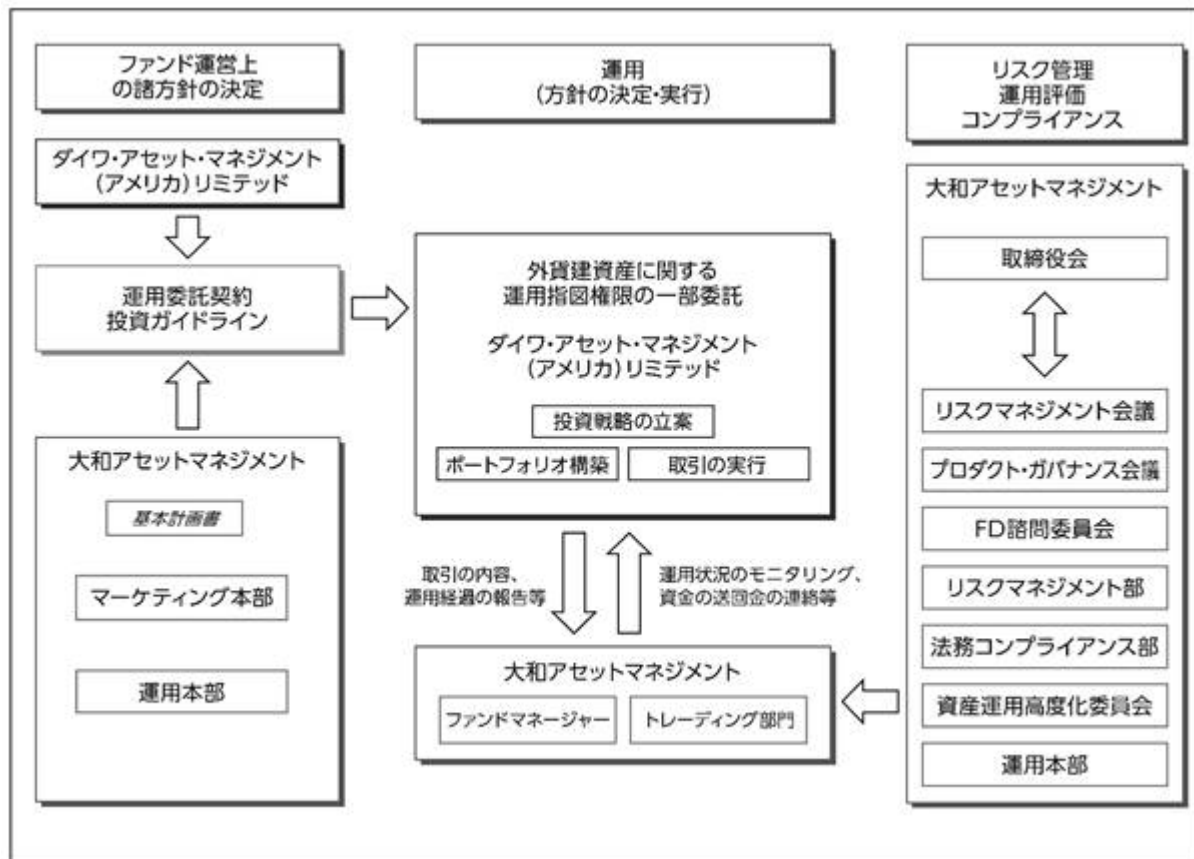 ファンド運営上
の諸方針の決定
ダイワ・アセット・マネジメント
(アメリカ)リミテッド
運用委託契約
投資ガイドライン
大和アセットマネジメント
基本計画書
マーケティング本部
運用本部
運用
(方針の決定・実行)
外貨建資産に関する
運用指図権限の一部委託
ダイワ・アセット・マネジメント
(アメリカ)リミテッド
投資戦略の立案
ポートフォリオ構築
取引の実行
取引の内容、
運用経過の報告等
運用状況のモニタリング、
資金の送回金の連絡等
大和アセットマネジメント
ファンドマネージャー
トレーディング部門
リスク管理
運用評価
コンプライアンス
大和アセットマネジメント
取締役会
リスクマネジメント会議
プロダクト・ガバナンス会議
FD諮問委員会
リスクマネジメント部
法務コンプライアンス部
資産運用高度化委員会
運用本部